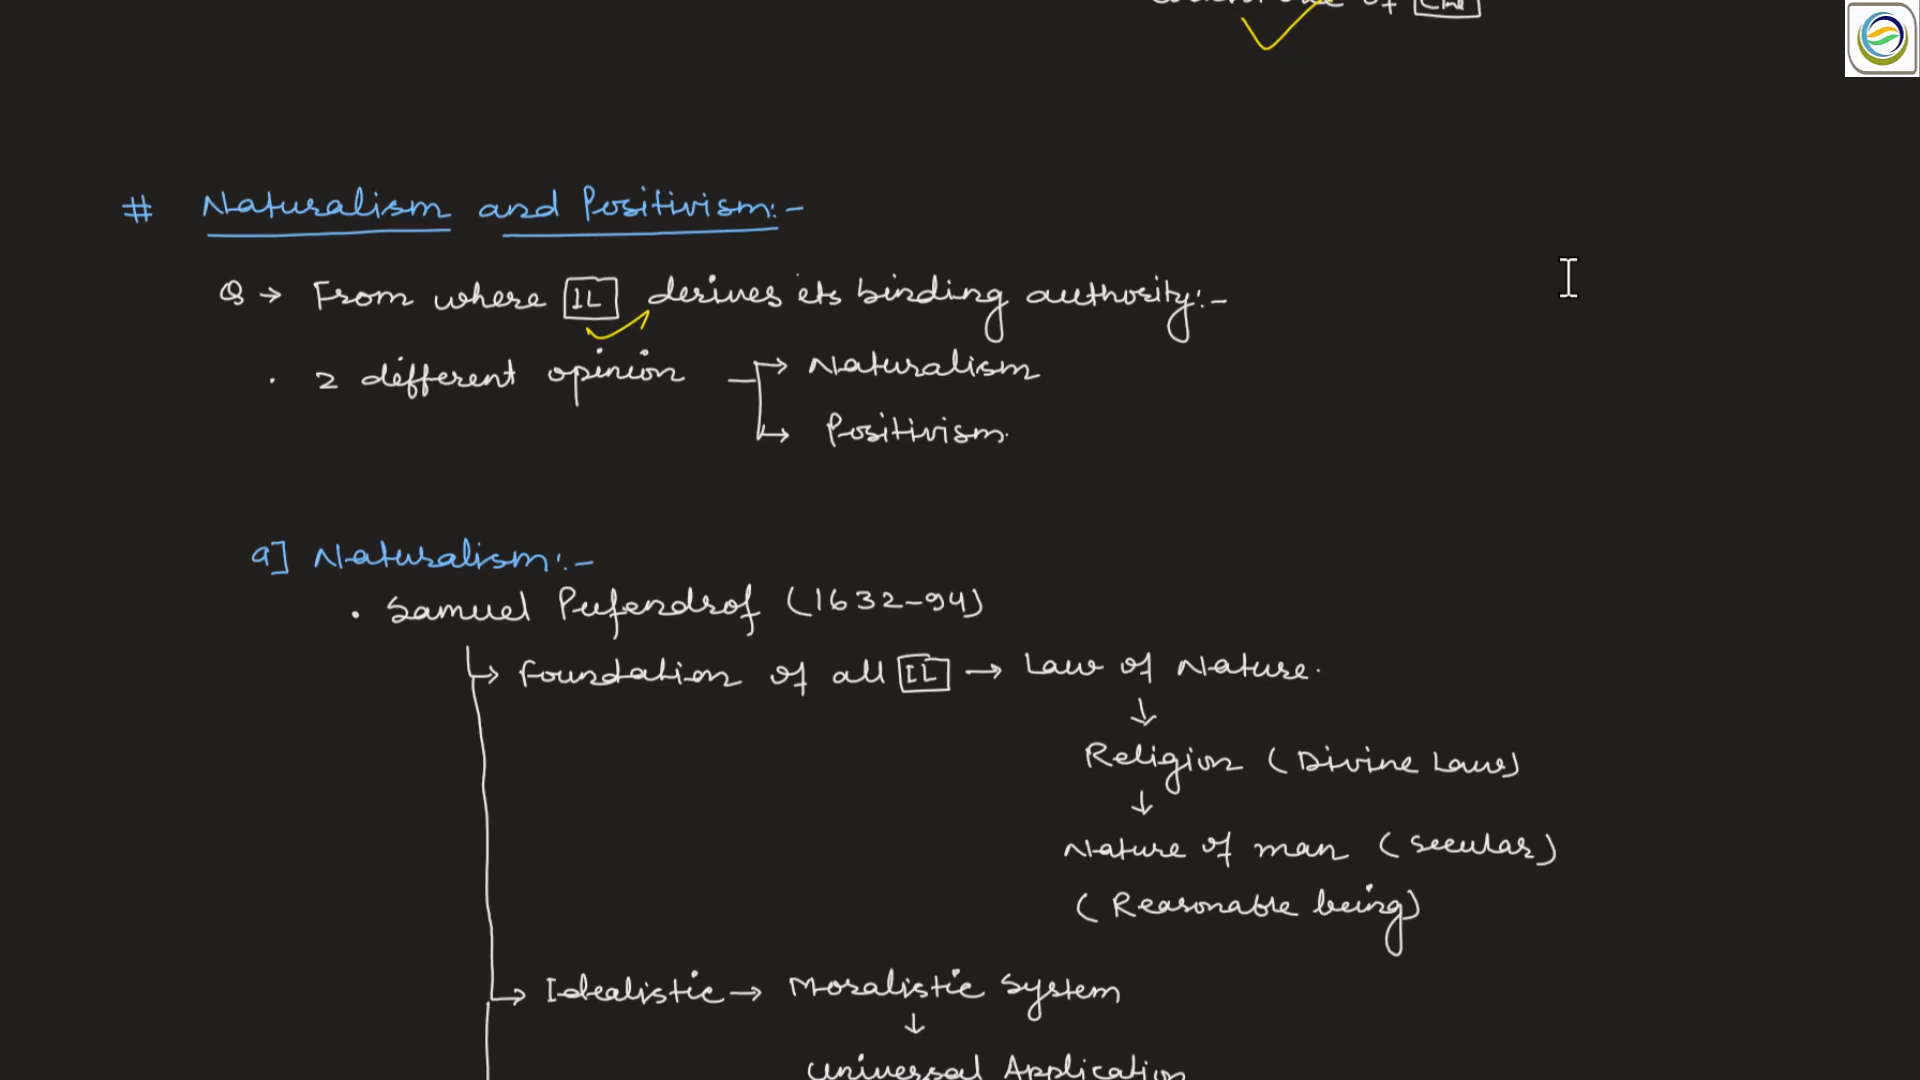 of
# Naturalism and Positivism:-
Q → From where IL derives its binding authority:-
. 2 different opinion → Naturalism
↳ Positivism.
a] Naturalism:-
. Samuel Pufendrof (1632-94)
↳ foundation of all IL → Law of Nature.
↓
Religion (Divine Law)
↓
Nature of man (secular)
(Reasonable being)
↳ Idealistic → Moralistic System
↓
Universal Application